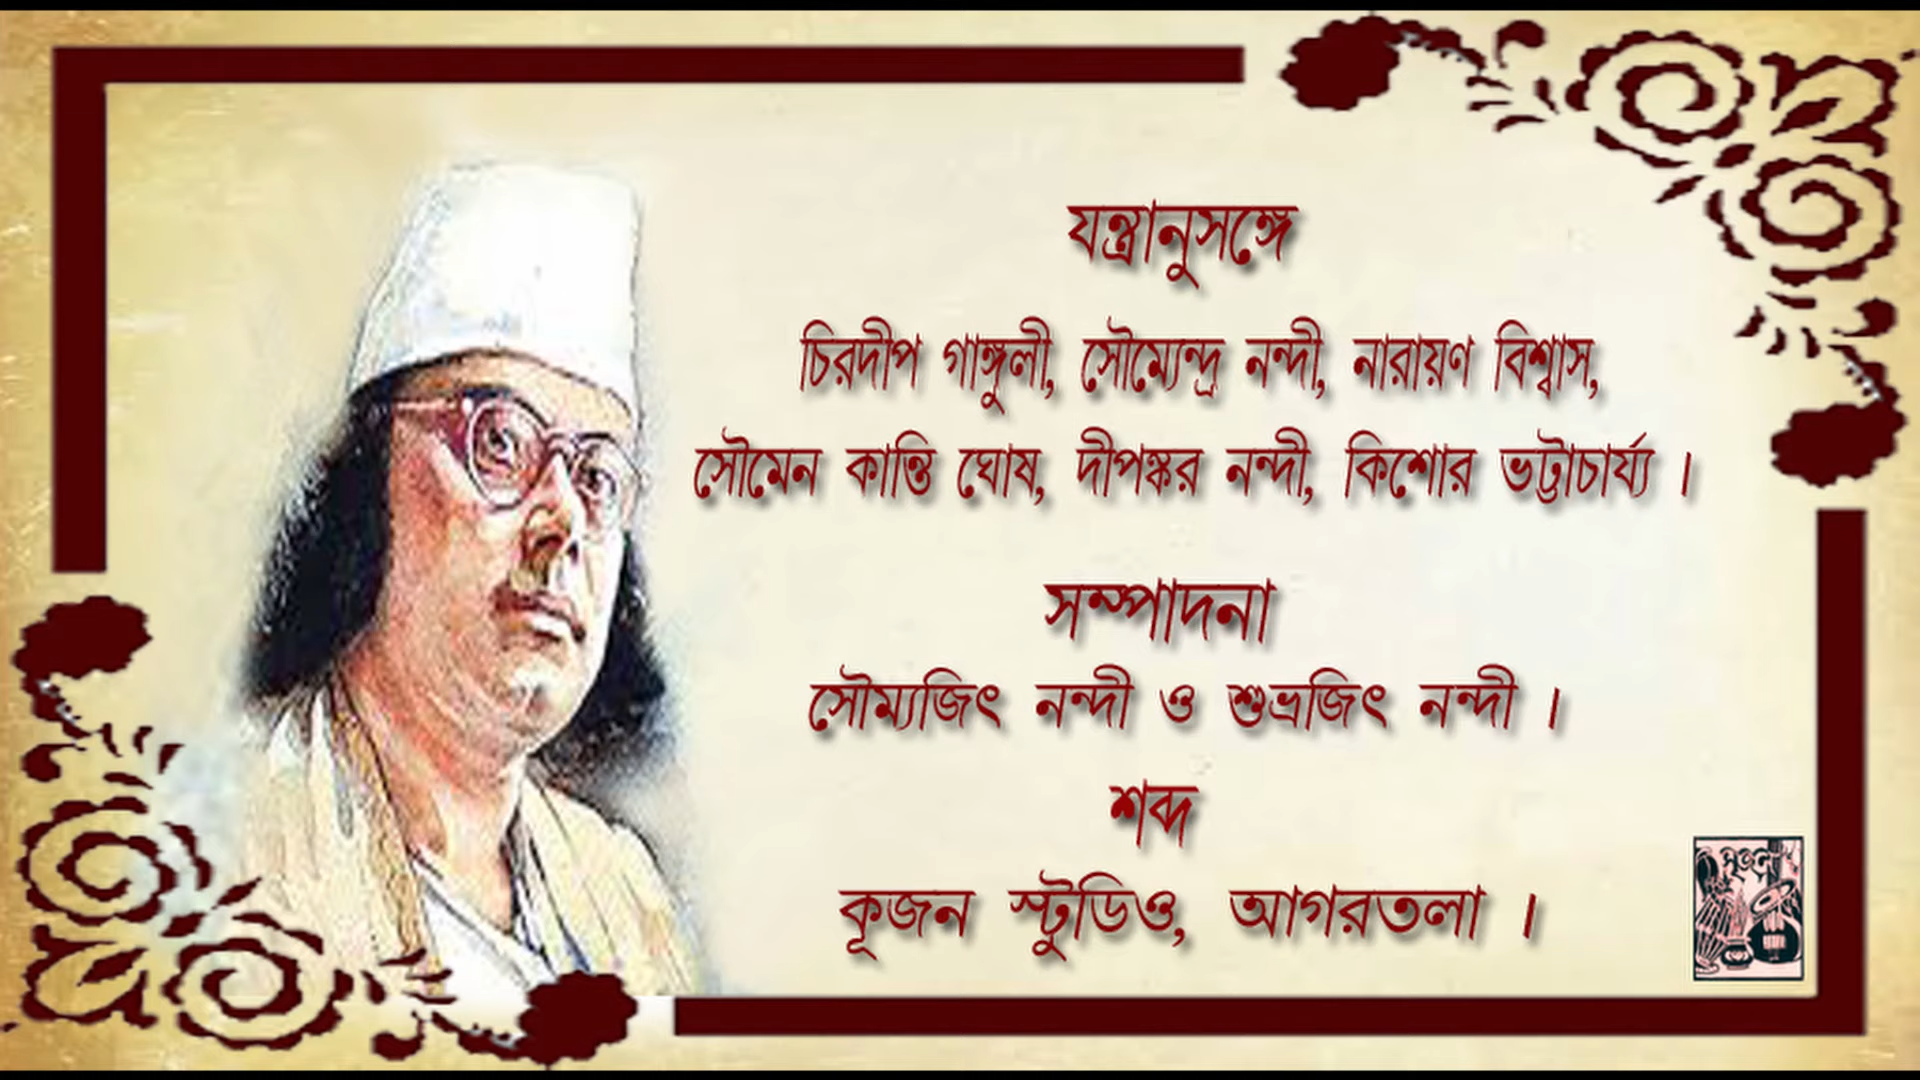 যন্ত্রানুসঙ্গে
চিরদীপ গাঙ্গুলী, সৌম্যেন্দ্র নন্দী, নারায়ণ বিশ্বাস,
সৌমেন কান্তি ঘোষ, দীপঙ্কর নন্দী, কিশোর ভট্টাচার্য্য ।
সম্পাদনা
সৌম্যজিৎ নন্দী ও শুভ্রজিৎ নন্দী ।
শব্দ
কূজন স্টুডিও, আগরতলা ।